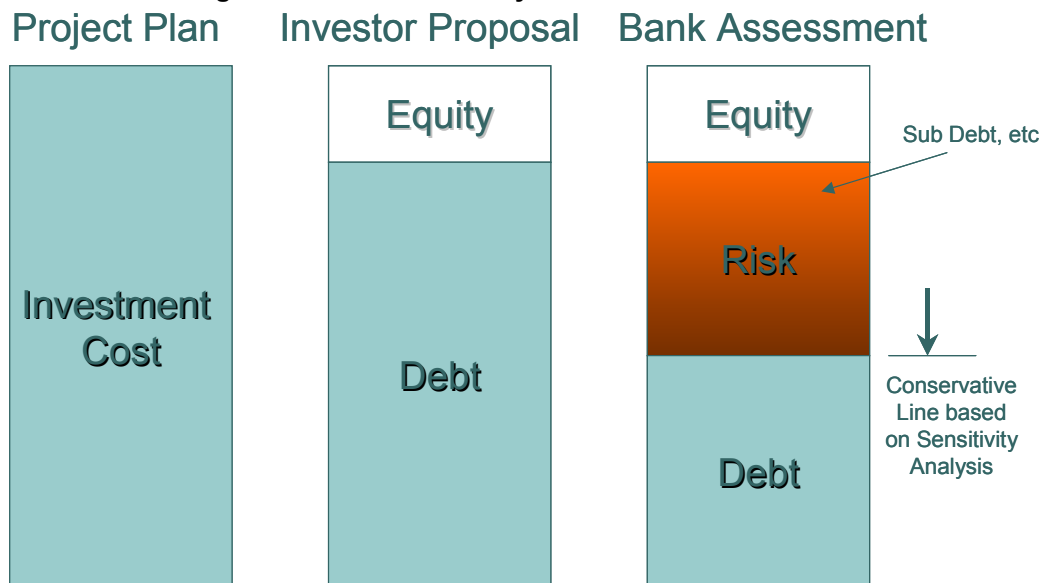 Project Plan
Investor Proposal
Bank Assessment
Equity
Equity
Sub Debt, etc
Risk
Investment
Cost
Debt
Conservative
Line based
on Sensitivity
Analysis
Debt